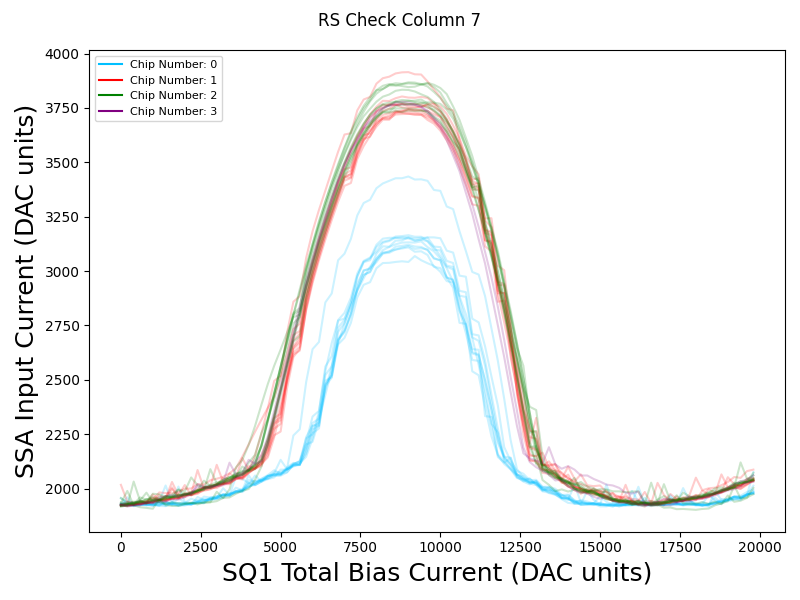 RS Check Column 7
4000
3750
3500
3250
3000
2750
2500
2250
2000
SSA Input Current (DAC units)
Chip Number: 0
Chip Number: 1
Chip Number: 2
Chip Number: 3
0 2500 5000 7500 10000 12500 15000 17500 20000
SQ1 Total Bias Current (DAC units)